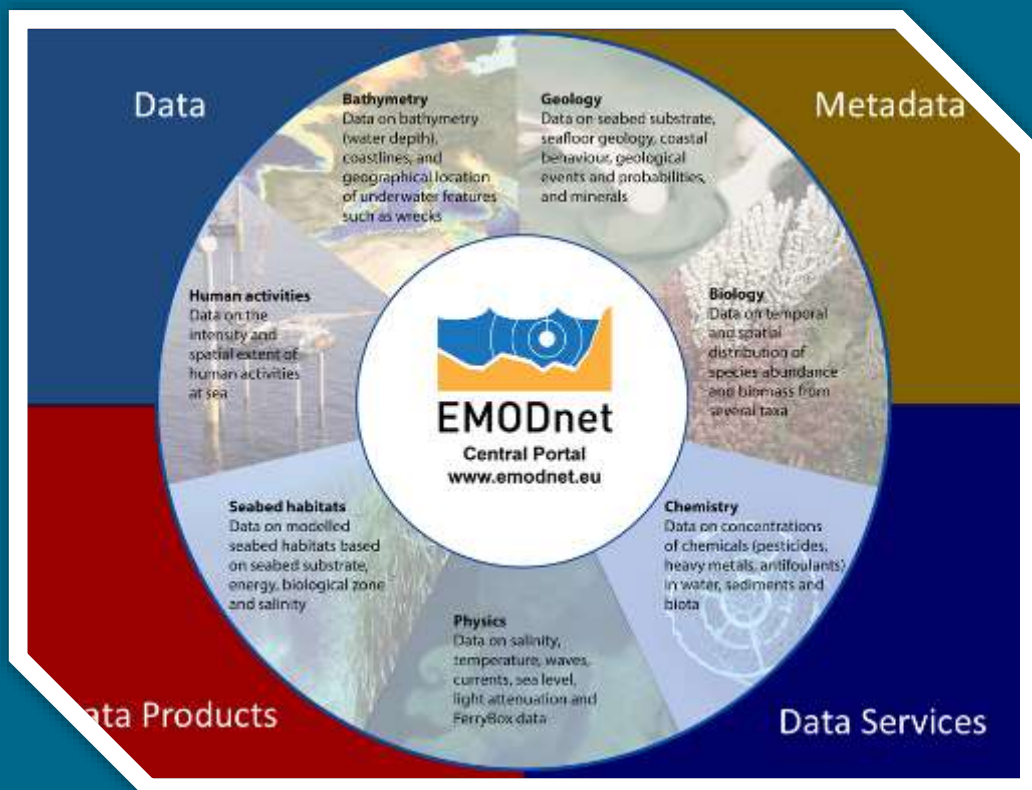 Data
Metadata
Bathymetry
Data on bathymetry
(water depth),
coastlines, and
geographical location
of underwater features
such as wrecks
Geology
Data on seabed substrate,
seafloor geology, coastal
behaviour, geological
events and probabilities,
and minerals
Human activities
Data on the
intensity and
spatial extent of
human activities
at sea
Biology
Data on temporal
and spatial
distribution of
species abundance
and biomass from
several taxa
EMODnet
Central Portal
www.emodnet.eu
Seabed habitats
Data on modelled
seabed habitats based
on seabed substrate,
energy, biological zone
and salinity
Chemistry
Data on concentrations
of chemicals (pesticides,
heavy metals, antifoulants)
in water, sediments and
biota
Physics
Data on salinity,
temperature, waves,
currents, sea level,
light attenuation and
FerryBox data
ata Products
Data Services